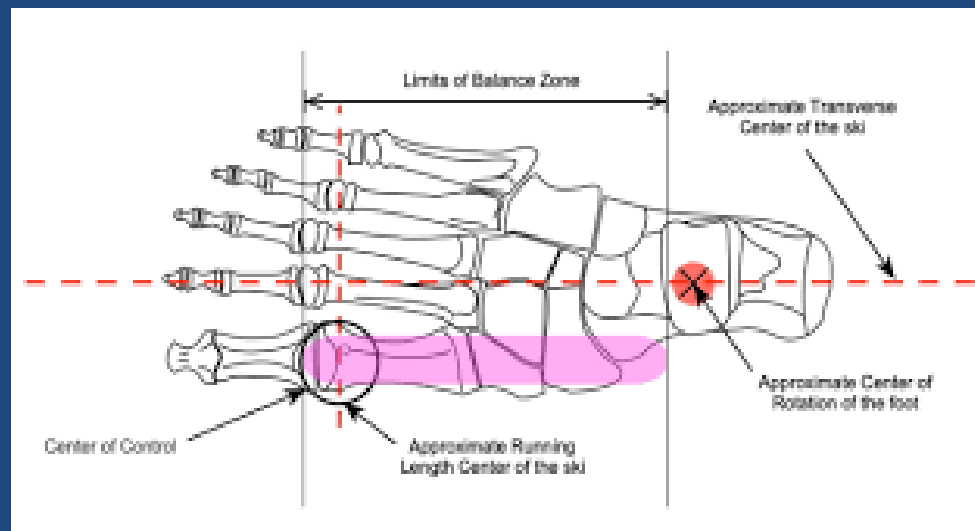 Limits of Balance Zone
Approximate Transverse
Center of the ski
Approximate Center of
Rotation of the foot
Center of Control
Approximate Running
Length Center of the ski